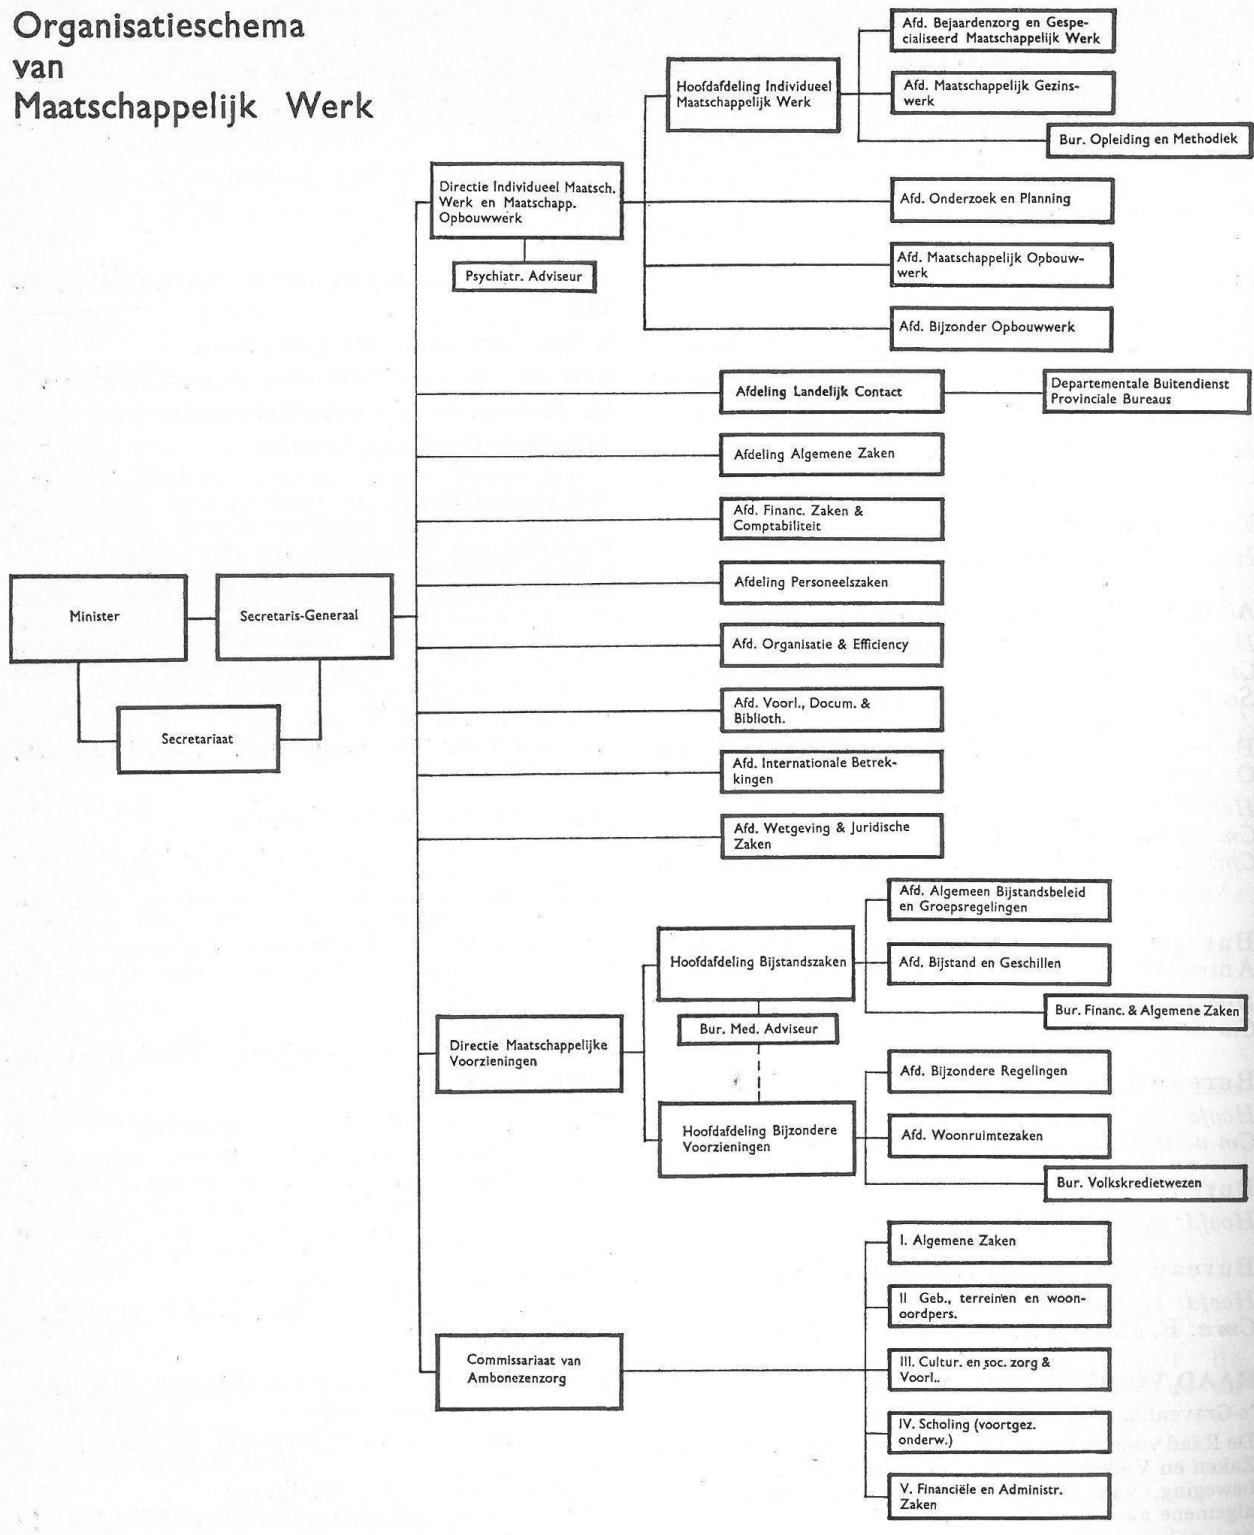 Organisatieschema
van
Maatschappelijk Werk
Afd. Bejaardenzorg en Gespe-
cialiseerd Maatschappelijk Werk
Hoofdafdeling Individueel
Maatschappelijk Werk
Afd. Maatschappelijk Gezins-
werk
Bur. Opleiding en Methodiek
Directie Individueel Maatsch.
Werk en Maatschapp.
Opbouwwerk
Psychiatr. Adviseur
Afd. Onderzoek en Planning
Afd. Maatschappelijk Opbouw-
werk
Afd. Bijzonder Opbouwwerk
Afdeling Landelijk Contact
Departementale Buitendienst
Provinciale Bureaus
Afdeling Algemene Zaken
Afd. Financ. Zaken &
Comptabiliteit
Afdeling Personeelszaken
Minister
Secretaris-Generaal
Secretariaat
Afd. Organisatie & Efficiency
Afd. Voorl., Docum. &
Biblioth.
Afd. Internationale Betrek-
kingen
Afd. Wetgeving & Juridische
Zaken
Afd. Algemeen Bijstandsbeleid
en Groepsregelingen
Hoofdafdeling Bijstandszaken
Afd. Bijstand en Geschillen
Bur. Financ. & Algemene Zaken
Bur. Med. Adviseur
Directie Maatschappelijke
Voorzieningen
Afd. Bijzondere Regelingen
Hoofdafdeling Bijzondere
Voorzieningen
Afd. Woonruimtezaken
Bur. Volkskredietwezen
I. Algemene Zaken
II Geb., terreinen en woon-
oordpers.
Commissariaat van
Ambonezenzorg
III. Cultur. en soc. zorg &
Voorl..
IV. Scholing (voortgez.
onderw.)
V. Financiële en Administr.
Zaken